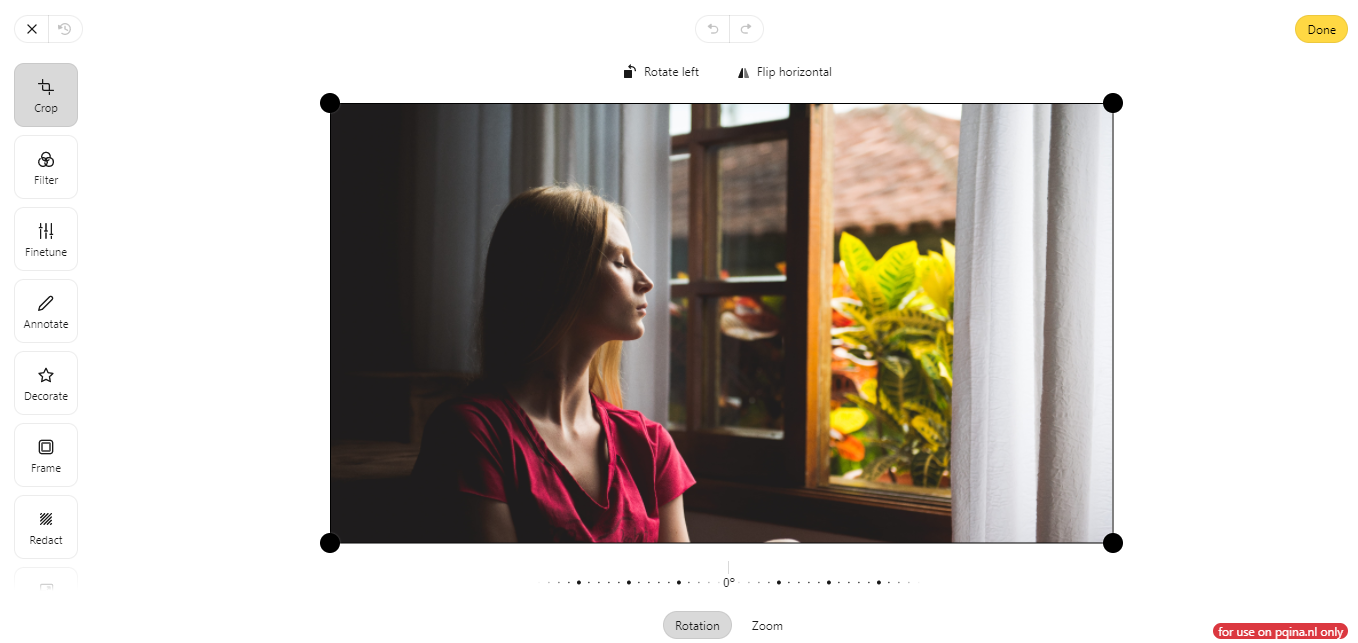 Done
Rotate left
Flip horizontal
Crop
Filter
Finetune
Annotate
Decorate
Frame
Redact
0°
Rotation
Zoom
for use on pqina.nl only